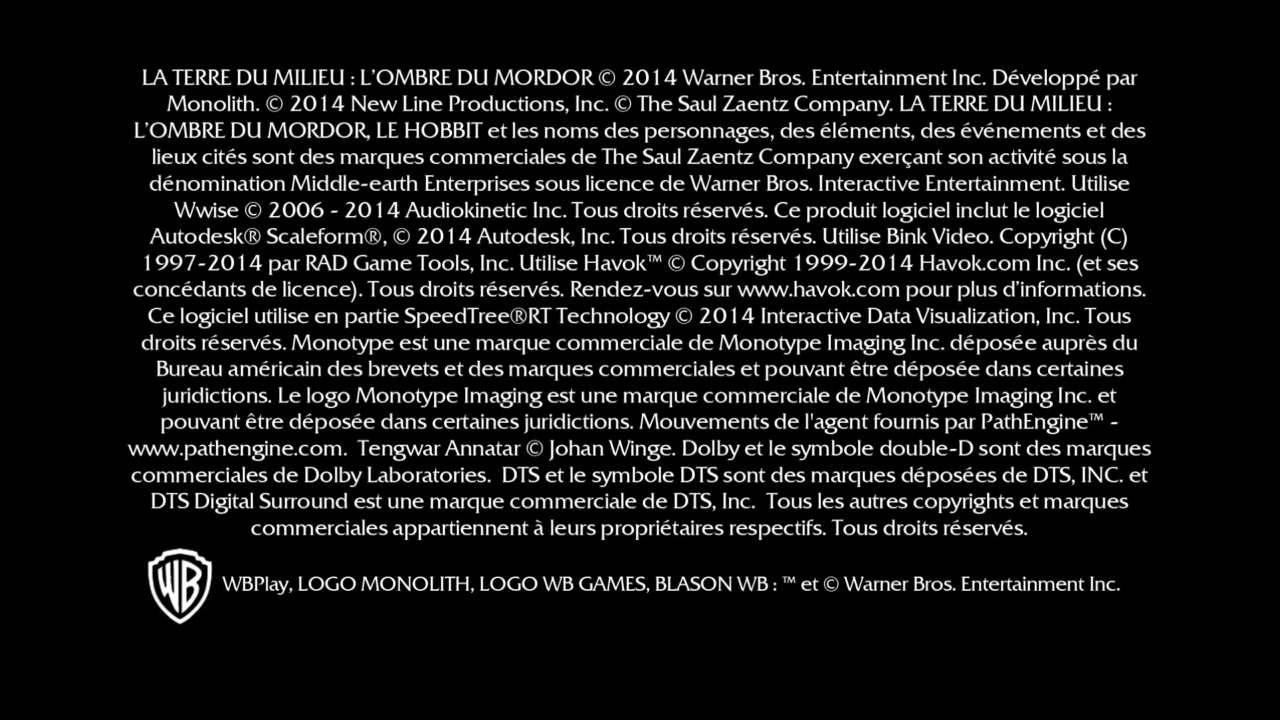 LA TERRE DU MILIEU : L'OMBRE DU MORDOR © 2014 Warner Bros. Entertainment Inc. Développé par
Monolith. © 2014 New Line Productions, Inc. © The Saul Zaentz Company. LA TERRE DU MILIEU :
L'OMBRE DU MORDOR, LE HOBBIT et les noms des personnages, des éléments, des événements et des
lieux cités sont des marques commerciales de The Saul Zaentz Company exerçant son activité sous la
dénomination Middle-earth Enterprises sous licence de Warner Bros. Interactive Entertainment. Utilise
Wwise © 2006 - 2014 Audiokinetic Inc. Tous droits réservés. Ce produit logiciel inclut le logiciel
Autodesk® Scaleform®, © 2014 Autodesk, Inc. Tous droits réservés. Utilise Bink Video. Copyright (C)
1997-2014 par RAD Game Tools, Inc. Utilise Havok™ © Copyright 1999-2014 Havok.com Inc. (et ses
concédants de licence). Tous droits réservés. Rendez-vous sur www.havok.com pour plus d'informations.
Ce logiciel utilise en partie SpeedTree®RT Technology © 2014 Interactive Data Visualization, Inc. Tous
droits réservés. Monotype est une marque commerciale de Monotype Imaging Inc. déposée auprès du
Bureau américain des brevets et des marques commerciales et pouvant être déposée dans certaines
juridictions. Le logo Monotype Imaging est une marque commerciale de Monotype Imaging Inc. et
pouvant être déposée dans certaines juridictions. Mouvements de l'agent fournis par PathEngine™ -
www.pathengine.com.  Tengwar Annatar © Johan Winge. Dolby et le symbole double-D sont des marques
commerciales de Dolby Laboratories.  DTS et le symbole DTS sont des marques déposées de DTS, INC. et
DTS Digital Surround est une marque commerciale de DTS, Inc.  Tous les autres copyrights et marques
commerciales appartiennent à leurs propriétaires respectifs. Tous droits réservés.
WB WBPlay, LOGO MONOLITH, LOGO WB GAMES, BLASON WB : ™ et © Warner Bros. Entertainment Inc.